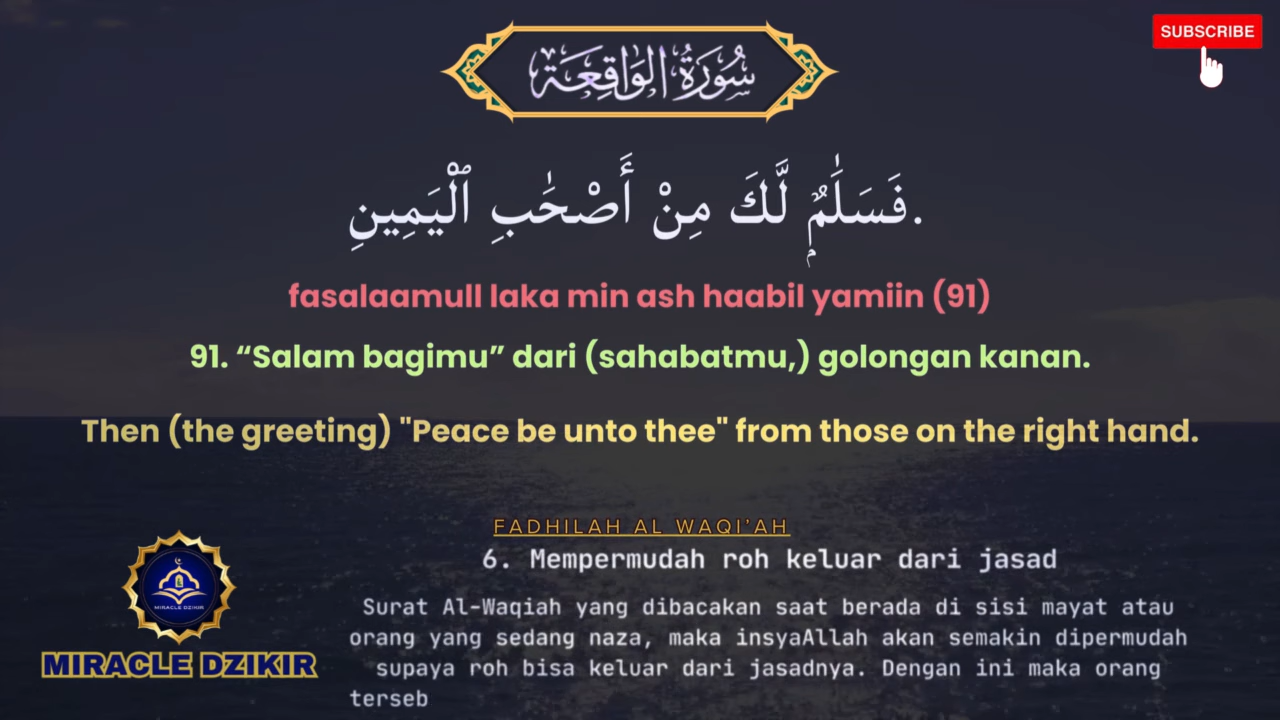 سُورَةُ الوَاقِعَة
SUBSCRIBE
فَسَلَٰمٌۭ لَّكَ مِنْ أَصْحَٰبِ ٱلْيَمِينِ.
fasalaamull laka min ash haabil yamiin (91)
91. “Salam bagimu” dari (sahabatmu,) golongan kanan.
Then (the greeting) "Peace be unto thee" from those on the right hand.
FADHILAH AL WAQI’AH
6. Mempermudah roh keluar dari jasad
Surat Al-Waqiah yang dibacakan saat berada di sisi mayat atau
orang yang sedang naza, maka insyaAllah akan semakin dipermudah
supaya roh bisa keluar dari jasadnya. Dengan ini maka orang
terseb
MIRACLE DZIKIR
MIRACLE DZIKIR